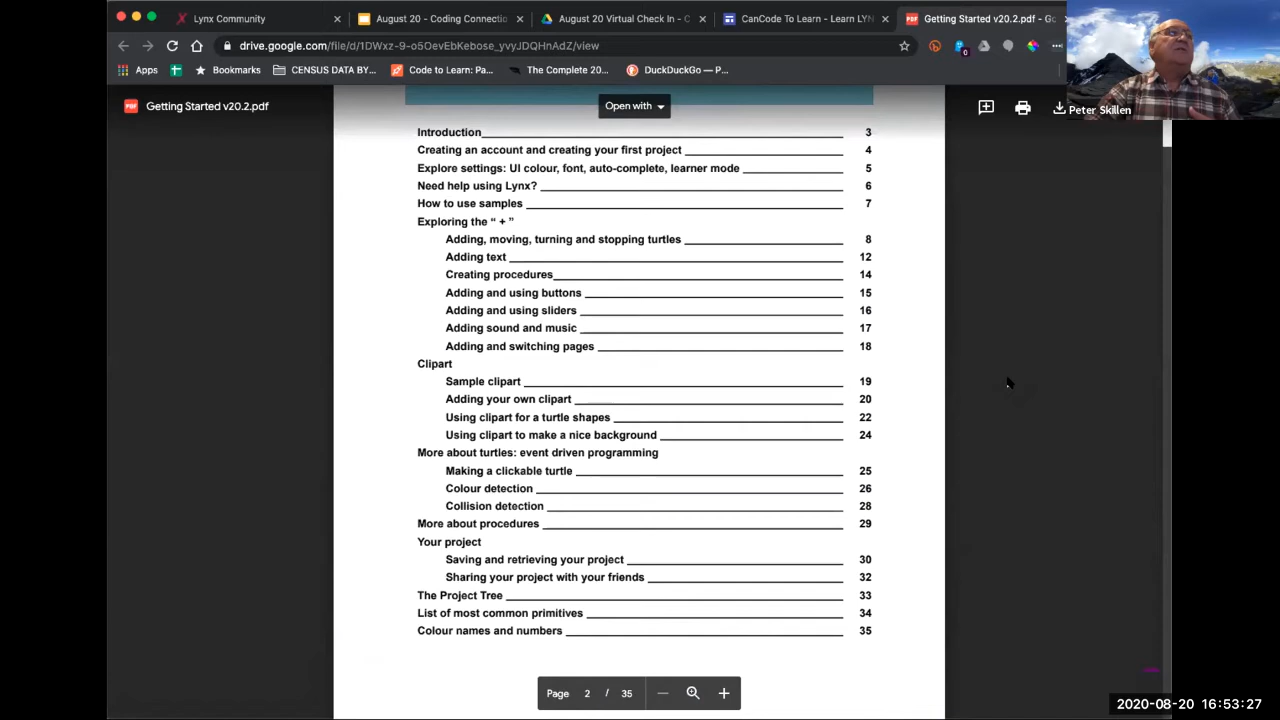 Lynx Community
August 20 - Coding Connectio
August 20 Virtual Check In - C
CanCode To Learn - Learn LYN
Getting Started v20.2.pdf - Go
drive.google.com/file/d/1DWxz-9-o5OevEbKebose_yvyJDQHnAdZ/view
0
Apps
Bookmarks
CENSUS DATA BY...
Code to Learn: Pa...
The Complete 20...
DuckDuckGo — P...
PDF
Getting Started v20.2.pdf
Open with
Peter Skillen
Introduction 3
Creating an account and creating your first project 4
Explore settings: UI colour, font, auto-complete, learner mode 5
Need help using Lynx? 6
How to use samples 7
Exploring the “ + ”
Adding, moving, turning and stopping turtles 8
Adding text 12
Creating procedures 14
Adding and using buttons 15
Adding and using sliders 16
Adding sound and music 17
Adding and switching pages 18
Clipart
Sample clipart 19
Adding your own clipart 20
Using clipart for a turtle shapes 22
Using clipart to make a nice background 24
More about turtles: event driven programming
Making a clickable turtle 25
Colour detection 26
Collision detection 28
More about procedures 29
Your project
Saving and retrieving your project 30
Sharing your project with your friends 32
The Project Tree 33
List of most common primitives 34
Colour names and numbers 35
Page 2 / 35
2020-08-20 16:53:27